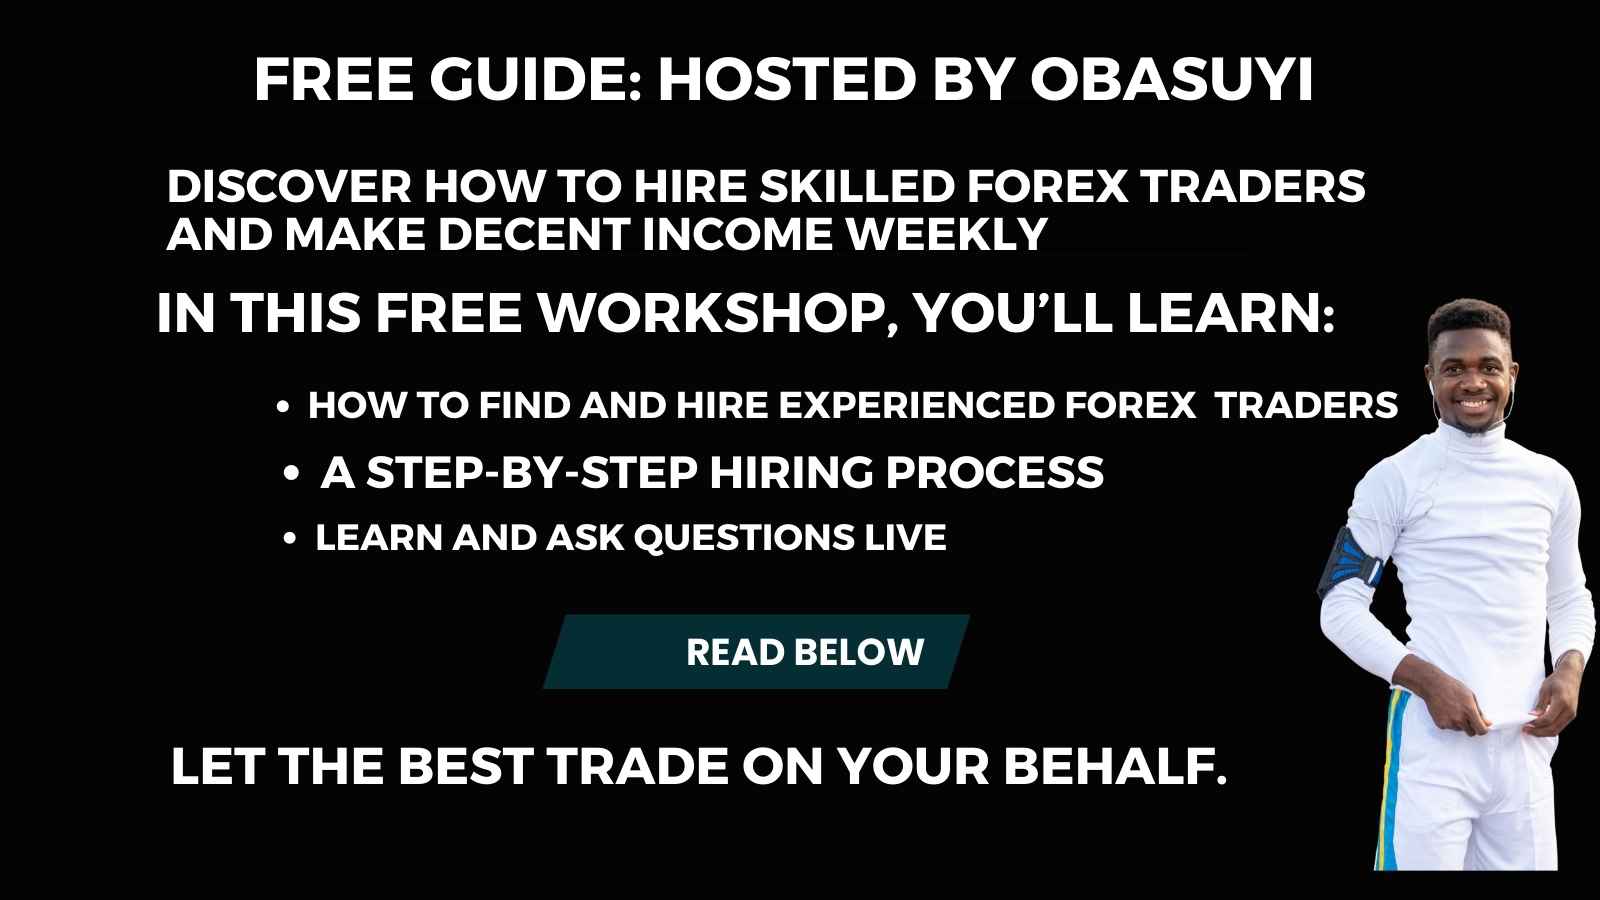 FREE GUIDE: HOSTED BY OBASUYI
DISCOVER HOW TO HIRE SKILLED FOREX TRADERS
AND MAKE DECENT INCOME WEEKLY
IN THIS FREE WORKSHOP, YOU’LL LEARN:
• HOW TO FIND AND HIRE EXPERIENCED FOREX TRADERS
• A STEP-BY-STEP HIRING PROCESS
• LEARN AND ASK QUESTIONS LIVE
READ BELOW
LET THE BEST TRADE ON YOUR BEHALF.